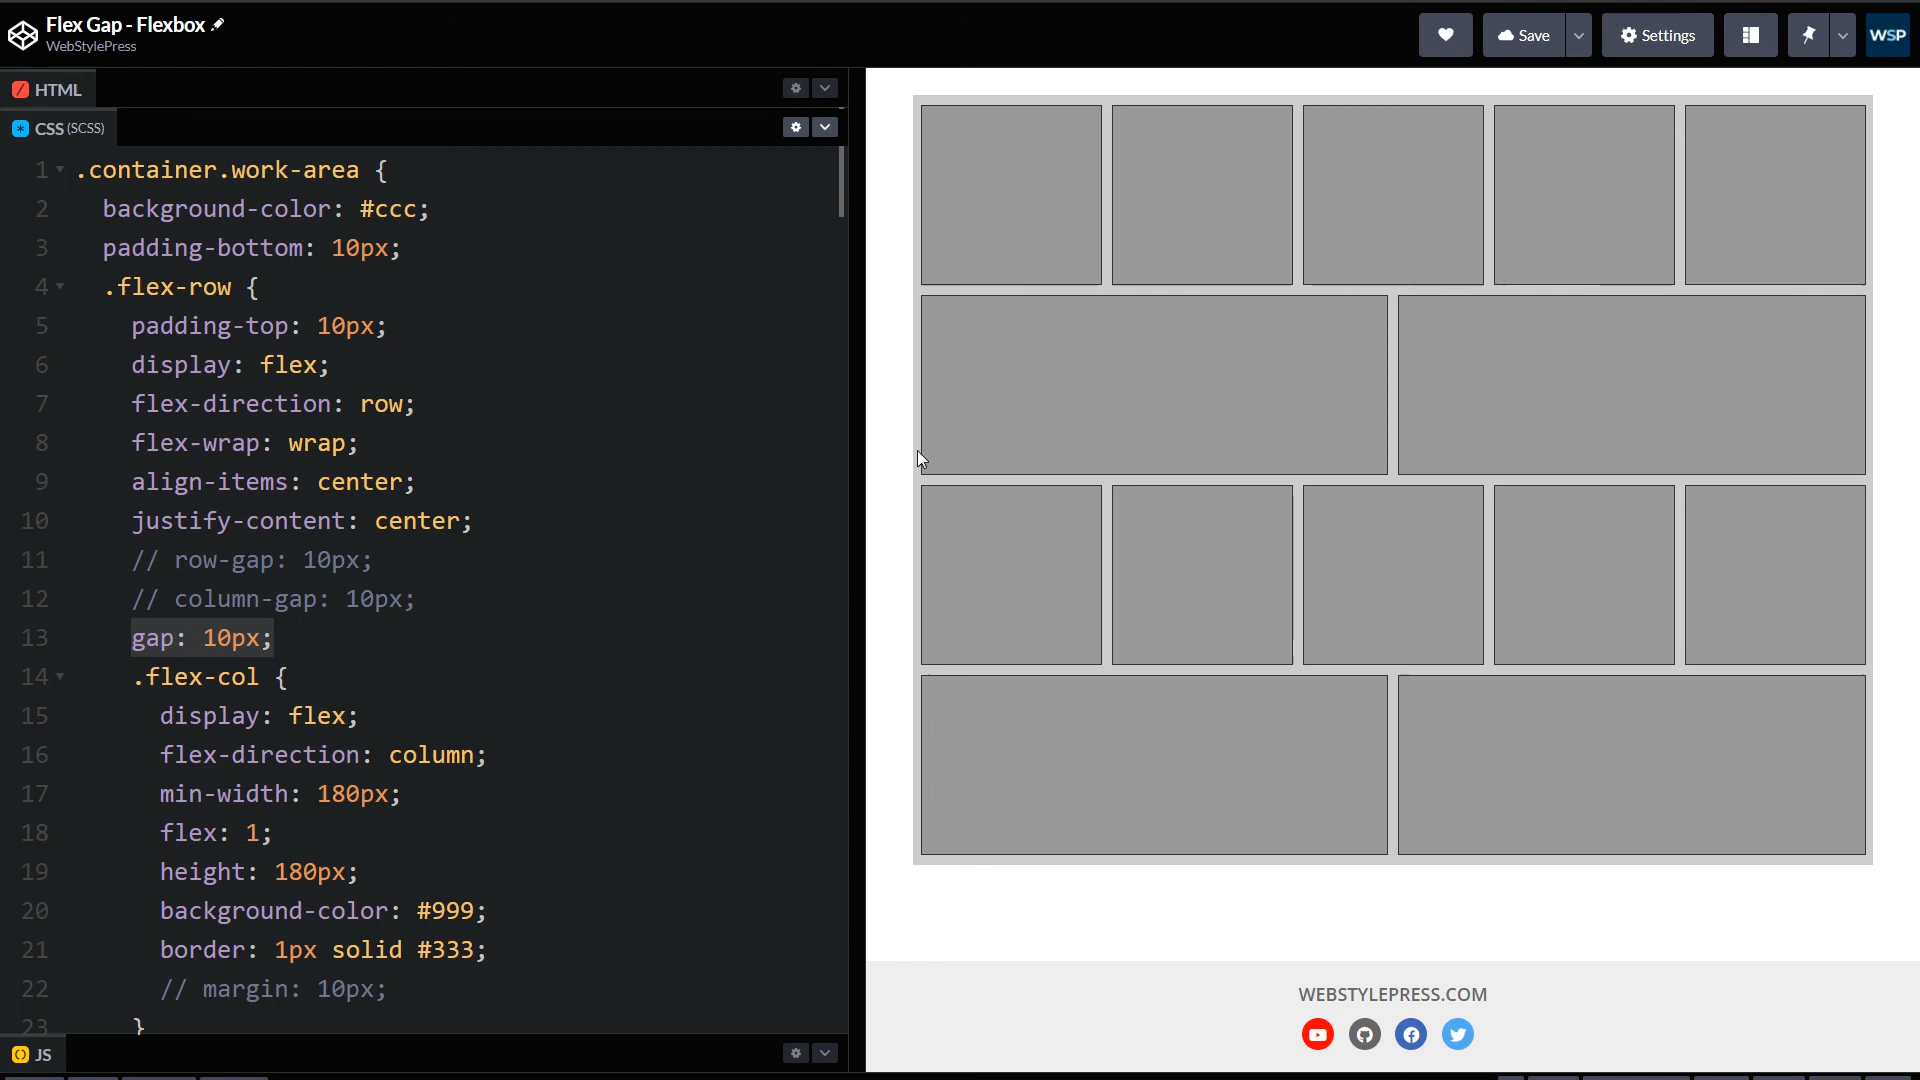 Flex Gap - Flexbox
WebStylePress
Save
Settings
WSP
HTML
CSS (SCSS)
1 .container.work-area {
2 background-color: #ccc;
3 padding-bottom: 10px;
4 .flex-row {
5 padding-top: 10px;
6 display: flex;
7 flex-direction: row;
8 flex-wrap: wrap;
9 align-items: center;
10 justify-content: center;
11 // row-gap: 10px;
12 // column-gap: 10px;
13 gap: 10px;
14 .flex-col {
15 display: flex;
16 flex-direction: column;
17 min-width: 180px;
18 flex: 1;
19 height: 180px;
20 background-color: #999;
21 border: 1px solid #333;
22 // margin: 10px;
23 }
JS
WEBSTYLEPRESS.COM